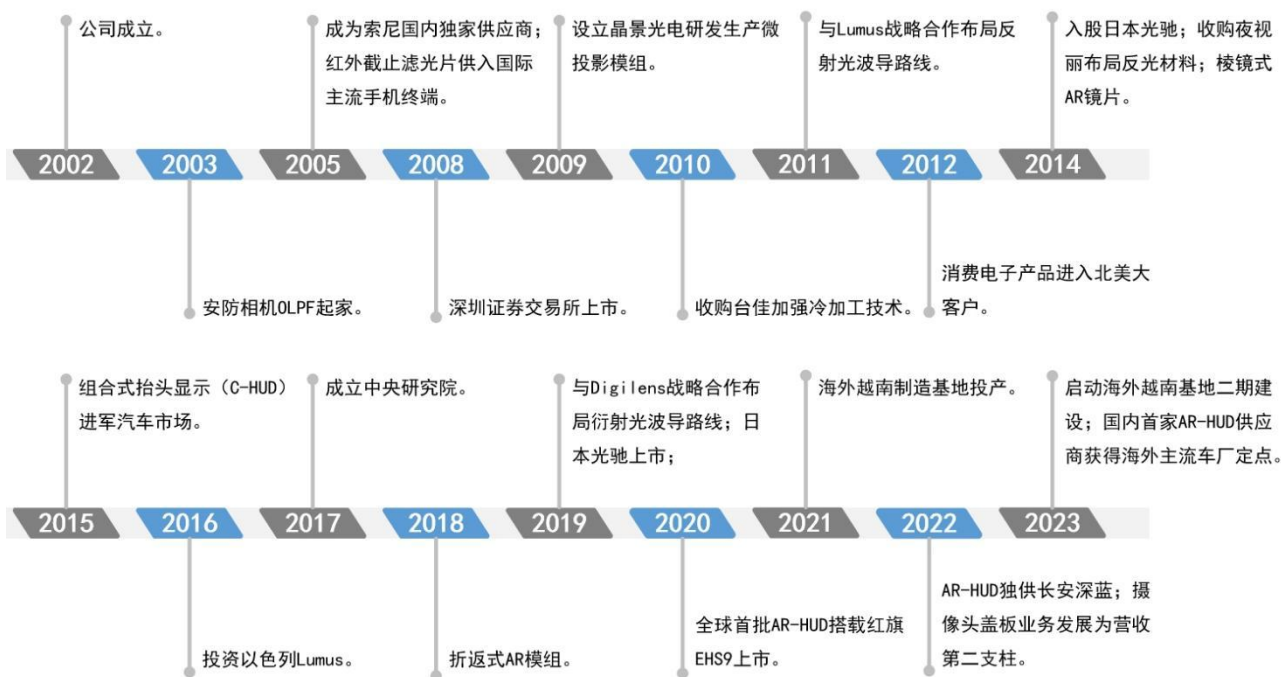 公司成立。
成为索尼国内独家供应商；
红外截止滤光片供入国际
主流手机终端。
设立晶景光电研发生产微
投影模组。
与Lumus战略合作布局反
射光波导路线。
入股日本光驰；收购夜视
丽布局反光材料；棱镜式
AR镜片。
2002
2003
2005
2008
2009
2010
2011
2012
2014
安防相机OLPF起家。
深圳证券交易所上市。
收购台佳加强冷加工技术。
消费电子产品进入北美大
客户。
组合式抬头显示（C-HUD）
进军汽车市场。
成立中央研究院。
与Digilens战略合作布
局衍射光波导路线；日
本光驰上市；
海外越南制造基地投产。
启动海外越南基地二期建
设；国内首家AR-HUD供应
商获得海外主流车厂定点。
2015
2016
2017
2018
2019
2020
2021
2022
2023
投资以色列Lumus。
折返式AR模组。
全球首批AR-HUD搭载红旗
EHS9上市。
AR-HUD独供长安深蓝；摄
像头盖板业务发展为营收
第二支柱。